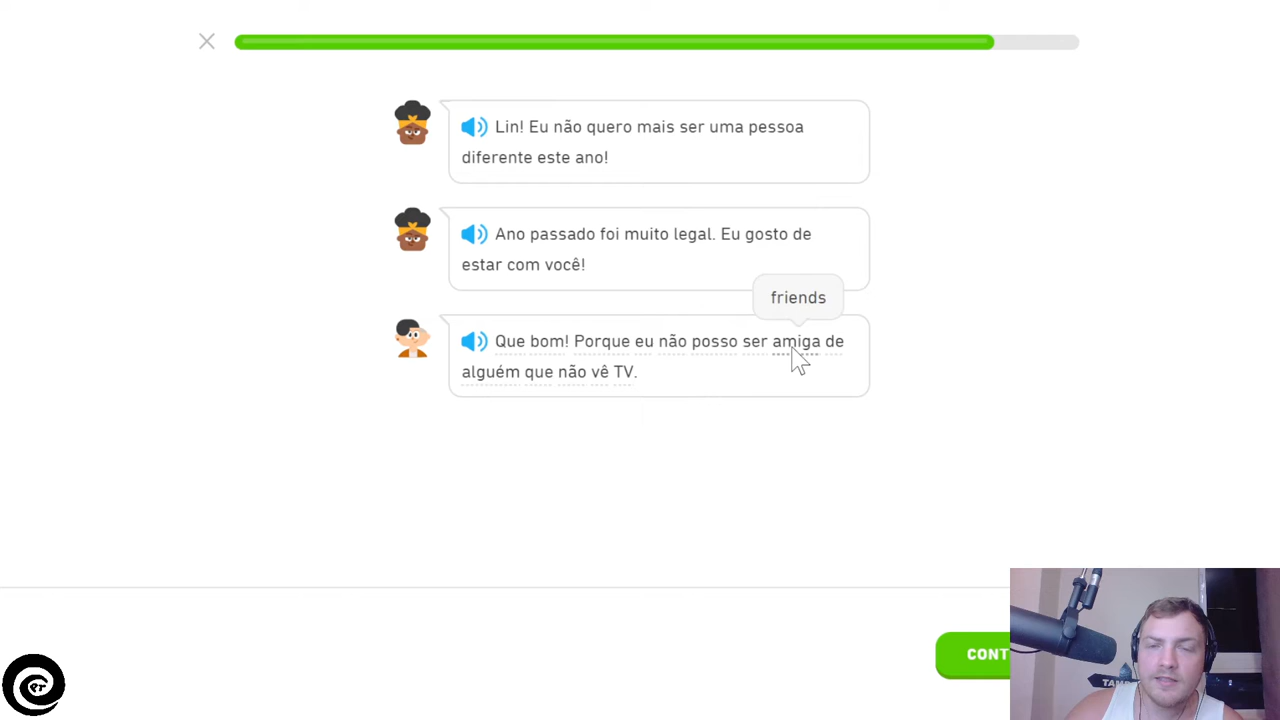 Lin! Eu não quero mais ser uma pessoa
diferente este ano!
Ano passado foi muito legal. Eu gosto de
estar com você!
friends
Que bom! Porque eu não posso ser amiga de
alguém que não vê TV.
CONT
TAMP